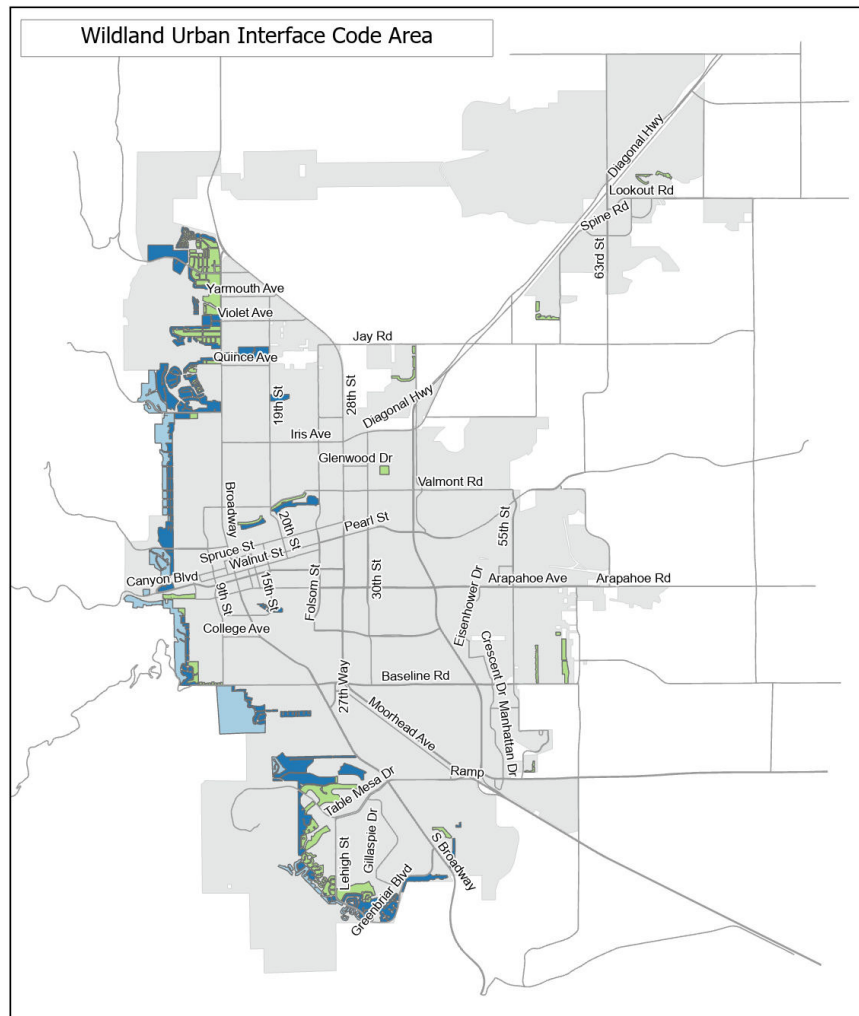 Wildland Urban Interface Code Area
Diagonal Hwy
Lookout Rd
Spine Rd
63rd St
Yarmouth Ave
Violet Ave
Jay Rd
Quince Ave
28th St
19th St
Diagonal Hwy
Iris Ave
Glenwood Dr
Valmont Rd
Broadway
20th St
Pearl St
55th St
Spruce St
Walnut St
Canyon Blvd
Arapahoe Ave
Arapahoe Rd
9th St
15th St
Folsom St
30th St
Eisenhower Dr
College Ave
Crescent Dr
Baseline Rd
27th Way
Moorhead Ave
Manhattan Dr
Ramp
Table Mesa Dr
Lehigh St
Gillaspie Dr
S Broadway
Greenbriar Blvd